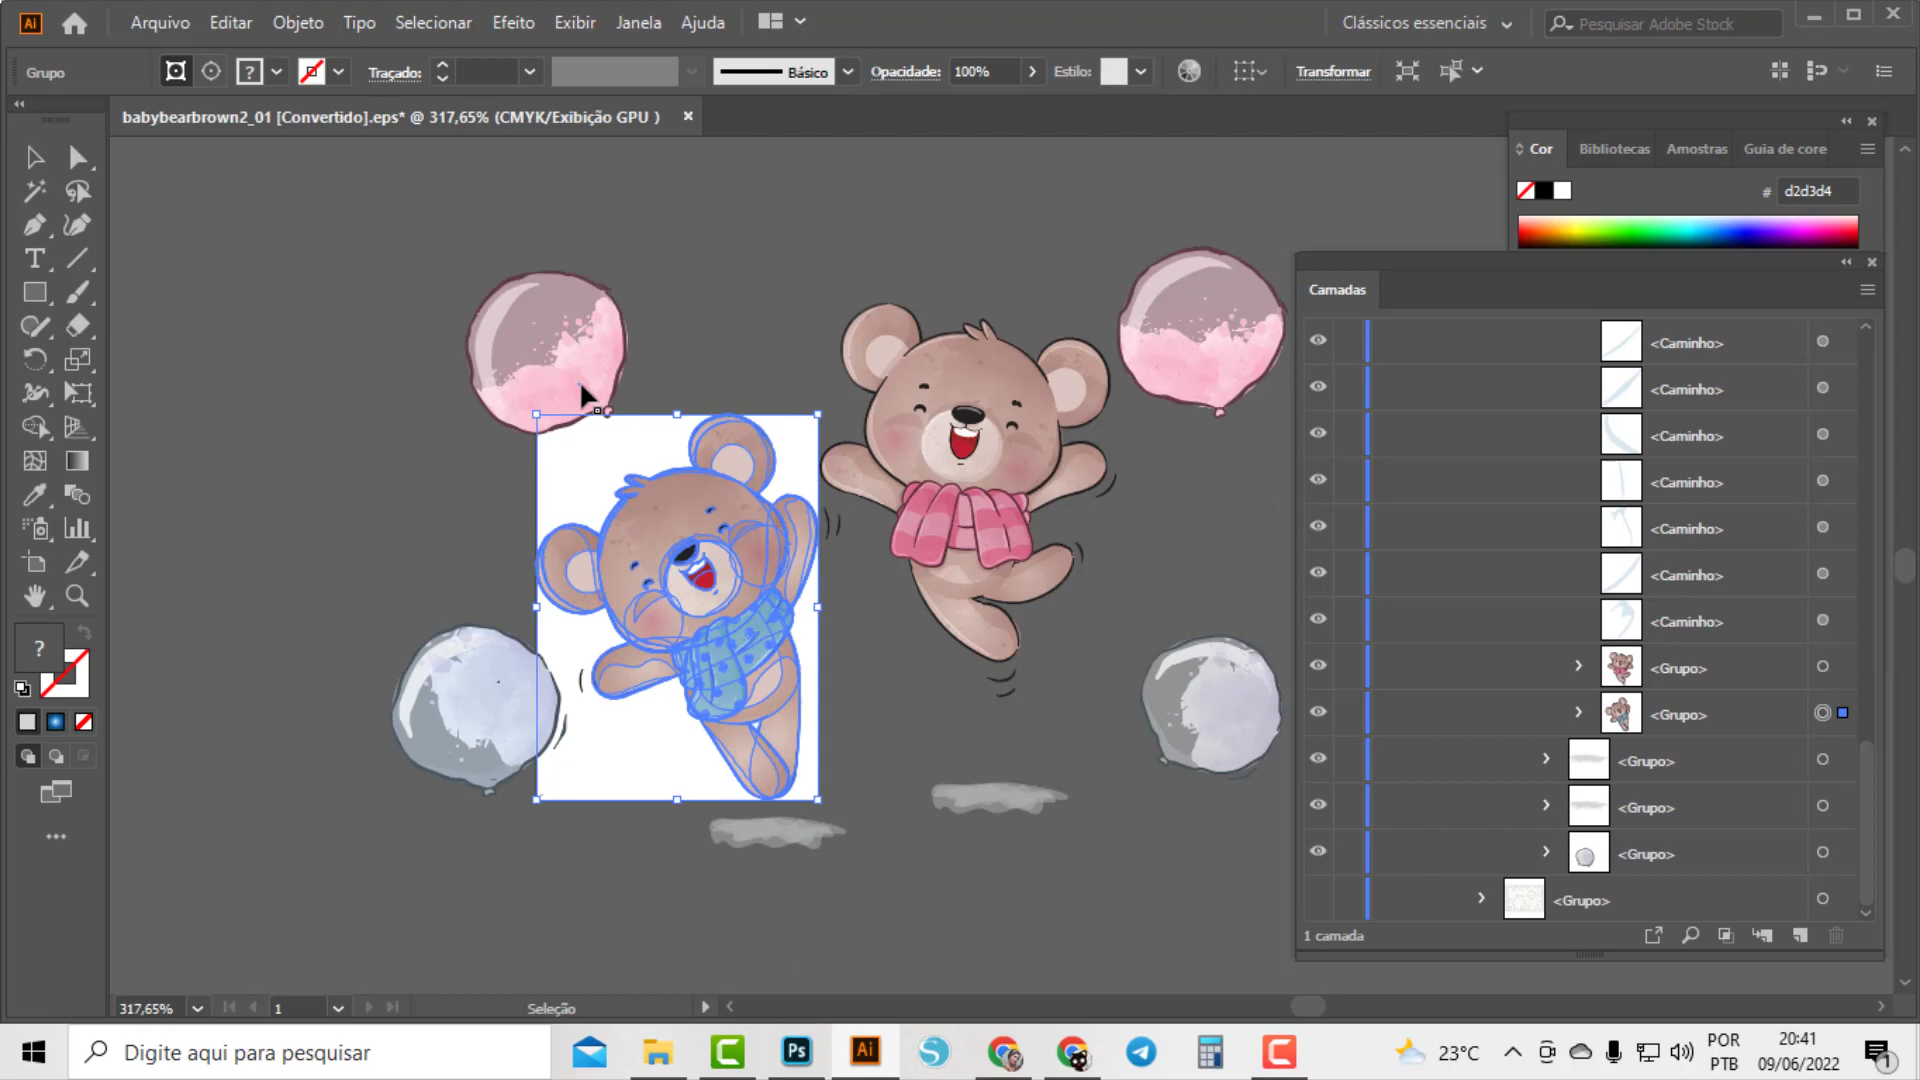 Ai Arquivo Editar Objeto Tipo Selecionar Efeito Exibir Janela Ajuda Clássicos essenciais Pesquisar Adobe Stock
Grupo ? Traçado: Básico Opacidade: 100% Estilo: Transformar
babybearbrown2_01 [Convertido].eps* @ 317,65% (CMYK/Exibição GPU )
Cor Bibliotecas Amostras Guia de core
# d2d3d4
Camadas
<Caminho>
<Caminho>
<Caminho>
<Caminho>
<Caminho>
<Caminho>
<Caminho>
<Grupo>
<Grupo>
<Grupo>
<Grupo>
<Grupo>
<Grupo>
1 camada
?
317,65% 1 Seleção
Digite aqui para pesquisar Ps Ai 23°C POR PTB 20:41 09/06/2022 1